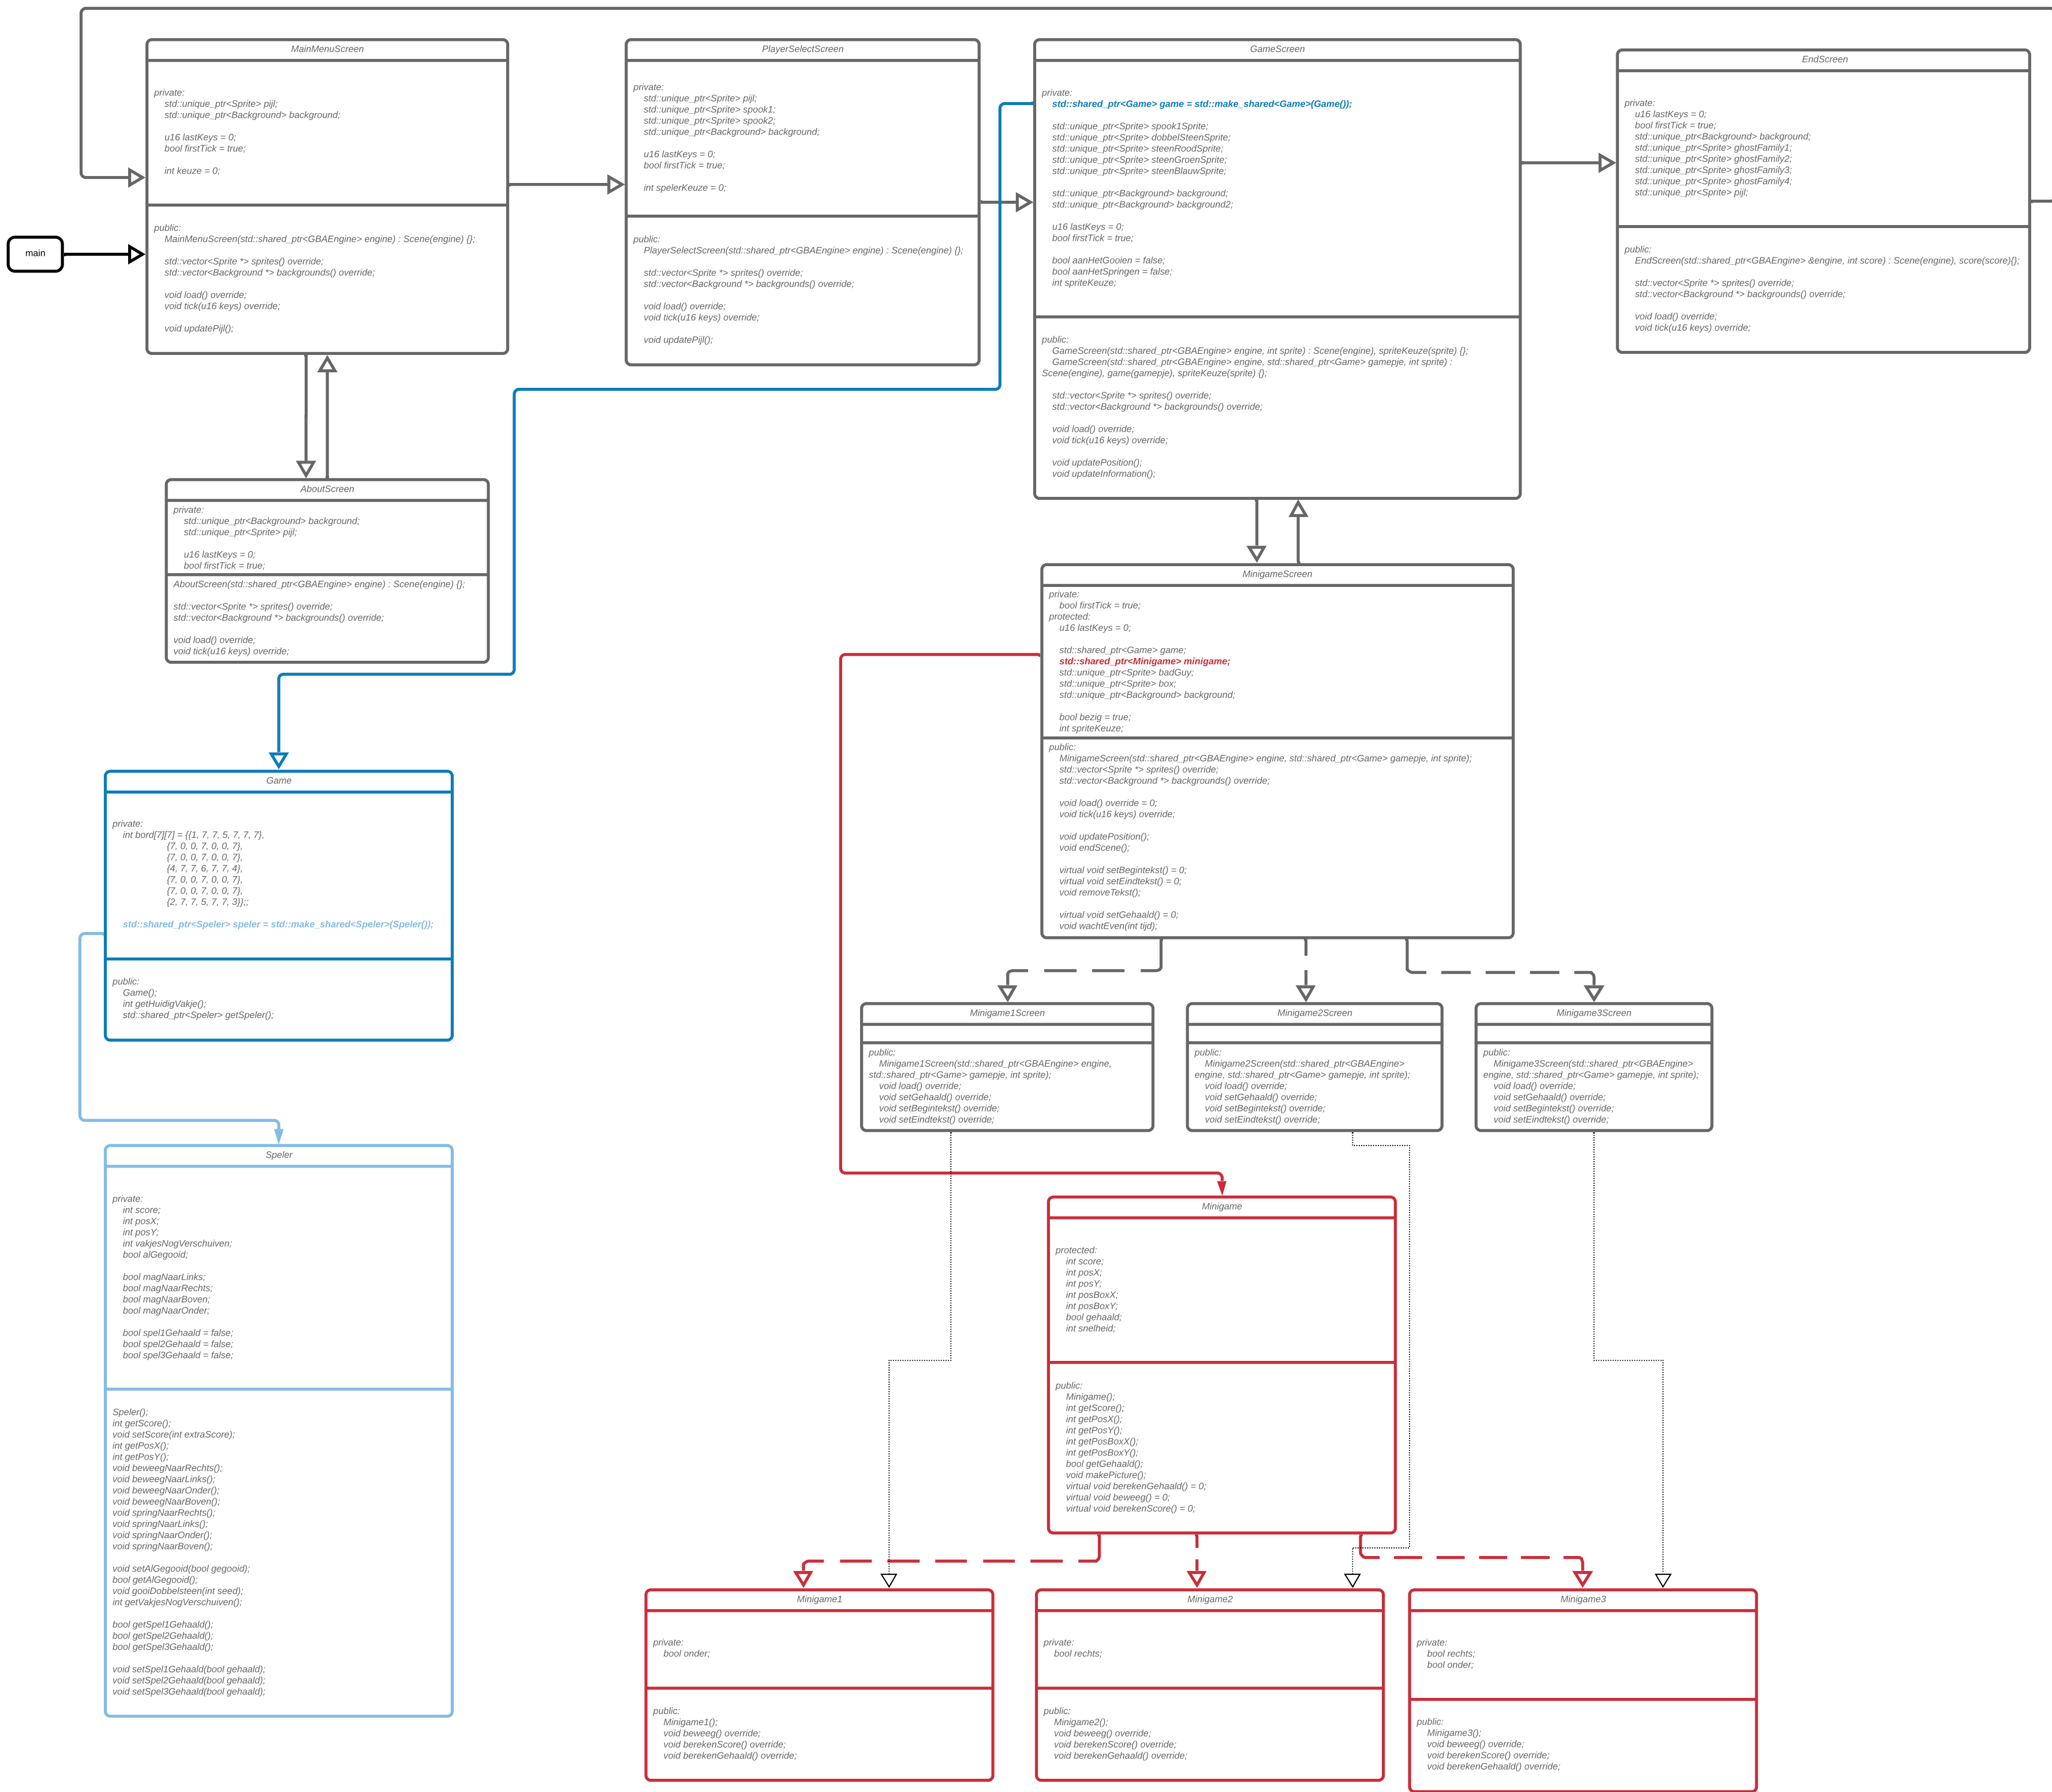 MainMenuScreen
private:
std::unique_ptr<Sprite> pijl;
std::unique_ptr<Background> background;
u16 lastKeys = 0;
bool firstTick = true;
int keuze = 0;
public:
MainMenuScreen(std::shared_ptr<GBAEngine> engine) : Scene(engine) {};
std::vector<Sprite *> sprites() override;
std::vector<Background *> backgrounds() override;
void load() override;
void tick(u16 keys) override;
void updatePijl();
PlayerSelectScreen
private:
std::unique_ptr<Sprite> pijl;
std::unique_ptr<Sprite> spook1;
std::unique_ptr<Sprite> spook2;
std::unique_ptr<Background> background;
u16 lastKeys = 0;
bool firstTick = true;
int spelerKeuze = 0;
public:
PlayerSelectScreen(std::shared_ptr<GBAEngine> engine) : Scene(engine) {};
std::vector<Sprite *> sprites() override;
std::vector<Background *> backgrounds() override;
void load() override;
void tick(u16 keys) override;
void updatePijl();
GameScreen
private:
std::shared_ptr<Game> game = std::make_shared<Game>(Game());
std::unique_ptr<Sprite> spook1Sprite;
std::unique_ptr<Sprite> dobbelSteenSprite;
std::unique_ptr<Sprite> steenRoodSprite;
std::unique_ptr<Sprite> steenGroenSprite;
std::unique_ptr<Sprite> steenBlauwSprite;
std::unique_ptr<Background> background;
std::unique_ptr<Background> background2;
u16 lastKeys = 0;
bool firstTick = true;
bool aanHetGooien = false;
bool aanHetSpringen = false;
int spriteKeuze;
public:
GameScreen(std::shared_ptr<GBAEngine> engine, int sprite) : Scene(engine), spriteKeuze(sprite) {};
GameScreen(std::shared_ptr<GBAEngine> engine, std::shared_ptr<Game> gamepje, int sprite) :
Scene(engine), game(gamepje), spriteKeuze(sprite) {};
std::vector<Sprite *> sprites() override;
std::vector<Background *> backgrounds() override;
void load() override;
void tick(u16 keys) override;
void updatePosition();
void updateInformation();
EndScreen
private:
u16 lastKeys = 0;
bool firstTick = true;
std::unique_ptr<Background> background;
std::unique_ptr<Sprite> ghostFamily1;
std::unique_ptr<Sprite> ghostFamily2;
std::unique_ptr<Sprite> ghostFamily3;
std::unique_ptr<Sprite> ghostFamily4;
std::unique_ptr<Sprite> pijl;
public:
EndScreen(std::shared_ptr<GBAEngine> &engine, int score) : Scene(engine), score(score){};
std::vector<Sprite *> sprites() override;
std::vector<Background *> backgrounds() override;
void load() override;
void tick(u16 keys) override;
main
AboutScreen
private:
std::unique_ptr<Background> background;
std::unique_ptr<Sprite> pijl;
u16 lastKeys = 0;
bool firstTick = true;
AboutScreen(std::shared_ptr<GBAEngine> engine) : Scene(engine) {};
std::vector<Sprite *> sprites() override;
std::vector<Background *> backgrounds() override;
void load() override;
void tick(u16 keys) override;
MinigameScreen
private:
bool firstTick = true;
protected:
u16 lastKeys = 0;
std::shared_ptr<Game> game;
std::shared_ptr<Minigame> minigame;
std::unique_ptr<Sprite> badGuy;
std::unique_ptr<Sprite> box;
std::unique_ptr<Background> background;
bool bezig = true;
int spriteKeuze;
public:
MinigameScreen(std::shared_ptr<GBAEngine> engine, std::shared_ptr<Game> gamepje, int sprite);
std::vector<Sprite *> sprites() override;
std::vector<Background *> backgrounds() override;
void load() override = 0;
void tick(u16 keys) override;
void updatePosition();
void endScene();
virtual void setBegintekst() = 0;
virtual void setEindtekst() = 0;
void removeTekst();
virtual void setGehaald() = 0;
void wachtEven(int tijd);
Game
private:
int bord[7][7] = {{1, 7, 7, 5, 7, 7, 7},
{7, 0, 0, 7, 0, 0, 7},
{7, 0, 0, 7, 0, 0, 7},
{4, 7, 7, 6, 7, 7, 4},
{7, 0, 0, 7, 0, 0, 7},
{7, 0, 0, 7, 0, 0, 7},
{2, 7, 7, 5, 7, 7, 3}};;
std::shared_ptr<Speler> speler = std::make_shared<Speler>(Speler());
public:
Game();
int getHuidigVakje();
std::shared_ptr<Speler> getSpeler();
Minigame1Screen
public:
Minigame1Screen(std::shared_ptr<GBAEngine> engine,
std::shared_ptr<Game> gamepje, int sprite);
void load() override;
void setGehaald() override;
void setBegintekst() override;
void setEindtekst() override;
Minigame2Screen
public:
Minigame2Screen(std::shared_ptr<GBAEngine>
engine, std::shared_ptr<Game> gamepje, int sprite);
void load() override;
void setGehaald() override;
void setBegintekst() override;
void setEindtekst() override;
Minigame3Screen
public:
Minigame3Screen(std::shared_ptr<GBAEngine>
engine, std::shared_ptr<Game> gamepje, int sprite);
void load() override;
void setGehaald() override;
void setBegintekst() override;
void setEindtekst() override;
Speler
private:
int score;
int posX;
int posY;
int vakjesNogVerschuiven;
bool alGegooid;
bool magNaarLinks;
bool magNaarRechts;
bool magNaarBoven;
bool magNaarOnder;
bool spel1Gehaald = false;
bool spel2Gehaald = false;
bool spel3Gehaald = false;
Speler();
int getScore();
void setScore(int extraScore);
int getPosX();
int getPosY();
void beweegNaarRechts();
void beweegNaarLinks();
void beweegNaarOnder();
void beweegNaarBoven();
void springNaarRechts();
void springNaarLinks();
void springNaarOnder();
void springNaarBoven();
void setAlGegooid(bool gegooid);
bool getAlGegooid();
void gooiDobbelsteen(int seed);
int getVakjesNogVerschuiven();
bool getSpel1Gehaald();
bool getSpel2Gehaald();
bool getSpel3Gehaald();
void setSpel1Gehaald(bool gehaald);
void setSpel2Gehaald(bool gehaald);
void setSpel3Gehaald(bool gehaald);
Minigame
protected:
int score;
int posX;
int posY;
int posBoxX;
int posBoxY;
bool gehaald;
int snelheid;
public:
Minigame();
int getScore();
int getPosX();
int getPosY();
int getPosBoxX();
int getPosBoxY();
bool getGehaald();
void makePicture();
virtual void berekenGehaald() = 0;
virtual void beweeg() = 0;
virtual void berekenScore() = 0;
Minigame1
private:
bool onder;
public:
Minigame1();
void beweeg() override;
void berekenScore() override;
void berekenGehaald() override;
Minigame2
private:
bool rechts;
public:
Minigame2();
void beweeg() override;
void berekenScore() override;
void berekenGehaald() override;
Minigame3
private:
bool rechts;
bool onder;
public:
Minigame3();
void beweeg() override;
void berekenScore() override;
void berekenGehaald() override;